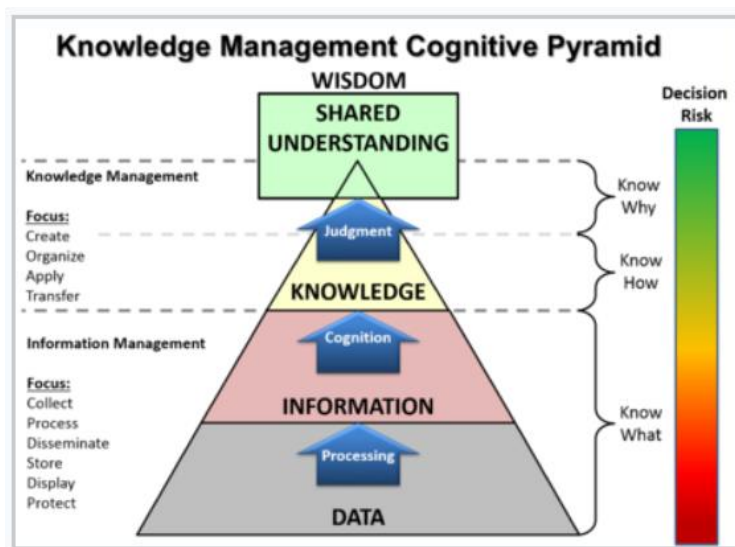 Knowledge Management Cognitive Pyramid
WISDOM
SHARED
UNDERSTANDING
Decision
Risk
Knowledge Management
Focus:
Create
Organize
Apply
Transfer
Judgment
KNOWLEDGE
Know
Why
Know
How
Information Management
Focus:
Collect
Process
Disseminate
Store
Display
Protect
Cognition
INFORMATION
Processing
DATA
Know
What